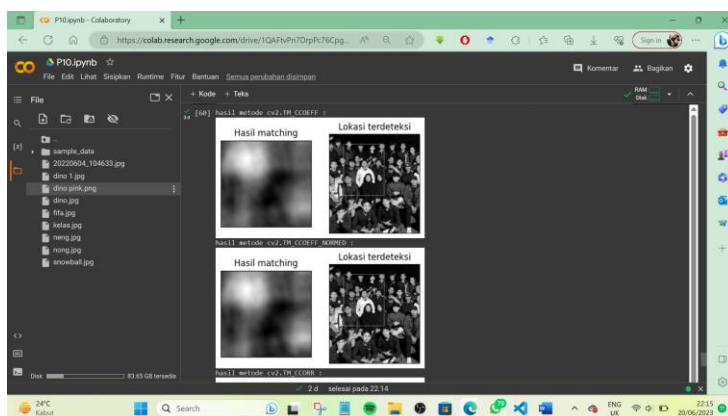 P10.ipynb - Colaboratory
https://colab.research.google.com/drive/1QAFtvPn7DrpPc76Cpg...
Sign in
P10.ipynb
File Edit Lihat Sisipkan Runtime Fitur Bantuan Semua perubahan disimpan
Komentar
Bagikan
File
+ Kode + Teks
RAM
Disk
..
sample_data
20220604_104633.jpg
dino 1.jpg
dino pink.png
dino.jpg
fifa.jpg
kelas.jpg
neng.jpg
nong.jpg
snowball.jpg
[60] hasil metode cv2.TM_CCOEFF :
Hasil matching Lokasi terdeteksi
hasil metode cv2.TM_CCOEFF_NORMED :
Hasil matching Lokasi terdeteksi
hasil metode cv2.TM_CCORR :
Disk 83.65 GB tersedia
2 d selesai pada 22.14
24°C
Kabut
Search
ENG
UK
22:15
20/06/2023